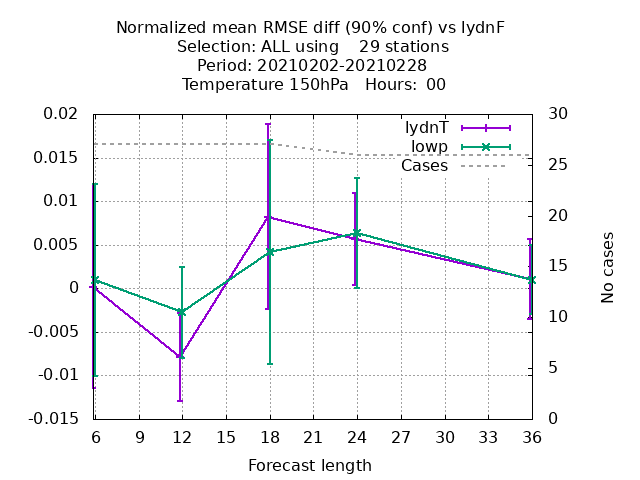 Normalized mean RMSE diff (90% conf) vs lydnF
Selection: ALL using 29 stations
Period: 20210202-20210228
Temperature 150hPa Hours: 00
0.02
0.015
0.01
0.005
0
-0.005
-0.01
-0.015
lydnT
lowp
Cases
30
25
20
15
10
5
0
No cases
6 9 12 15 18 21 24 27 30 33 36
Forecast length